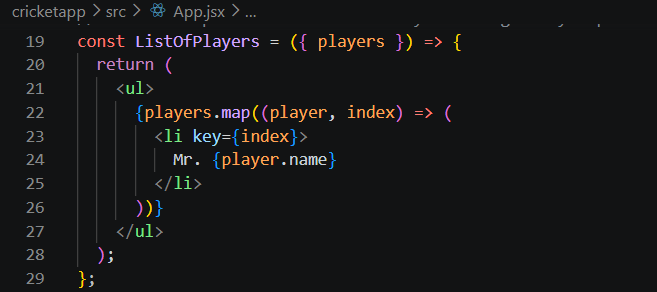 cricketapp > src > App.jsx > ...
19 const ListOfPlayers = ({ players }) => {
20   return (
21     <ul>
22       {players.map((player, index) => (
23         <li key={index}>
24           Mr. {player.name}
25         </li>
26       ))}
27     </ul>
28   );
29 };